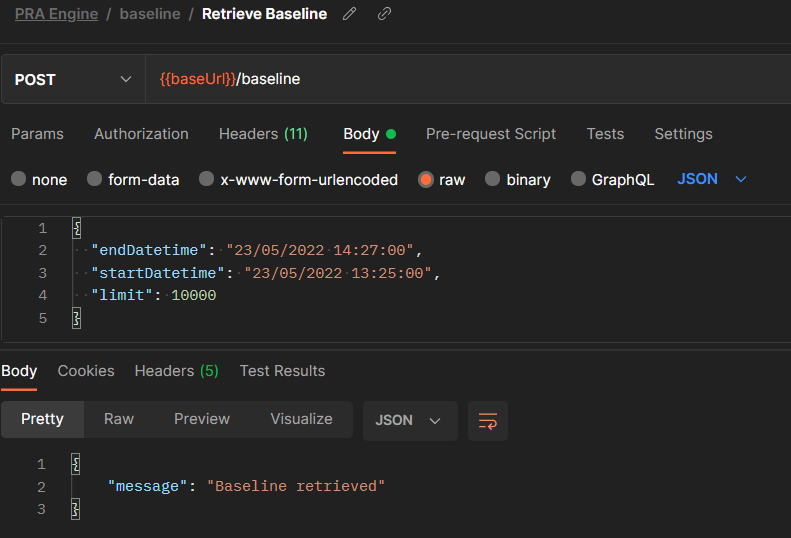 PRA Engine / baseline / Retrieve Baseline
POST {{baseUrl}}/baseline
Params Authorization Headers (11) Body Pre-request Script Tests Settings
none form-data x-www-form-urlencoded raw binary GraphQL JSON
1 {
2 "endDatetime": "23/05/2022 14:27:00",
3 "startDatetime": "23/05/2022 13:25:00",
4 "limit": 10000
5 }
Body Cookies Headers (5) Test Results
Pretty Raw Preview Visualize JSON
1 {
2 "message": "Baseline retrieved"
3 }